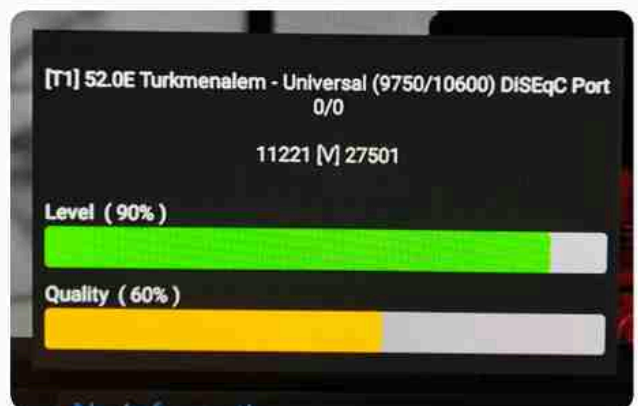 [T1] 52.0E Turkmenalem - Universal (9750/10600) DiSEqC Port
0/0
11221 [V] 27501
Level ( 90% )
Quality ( 60% )